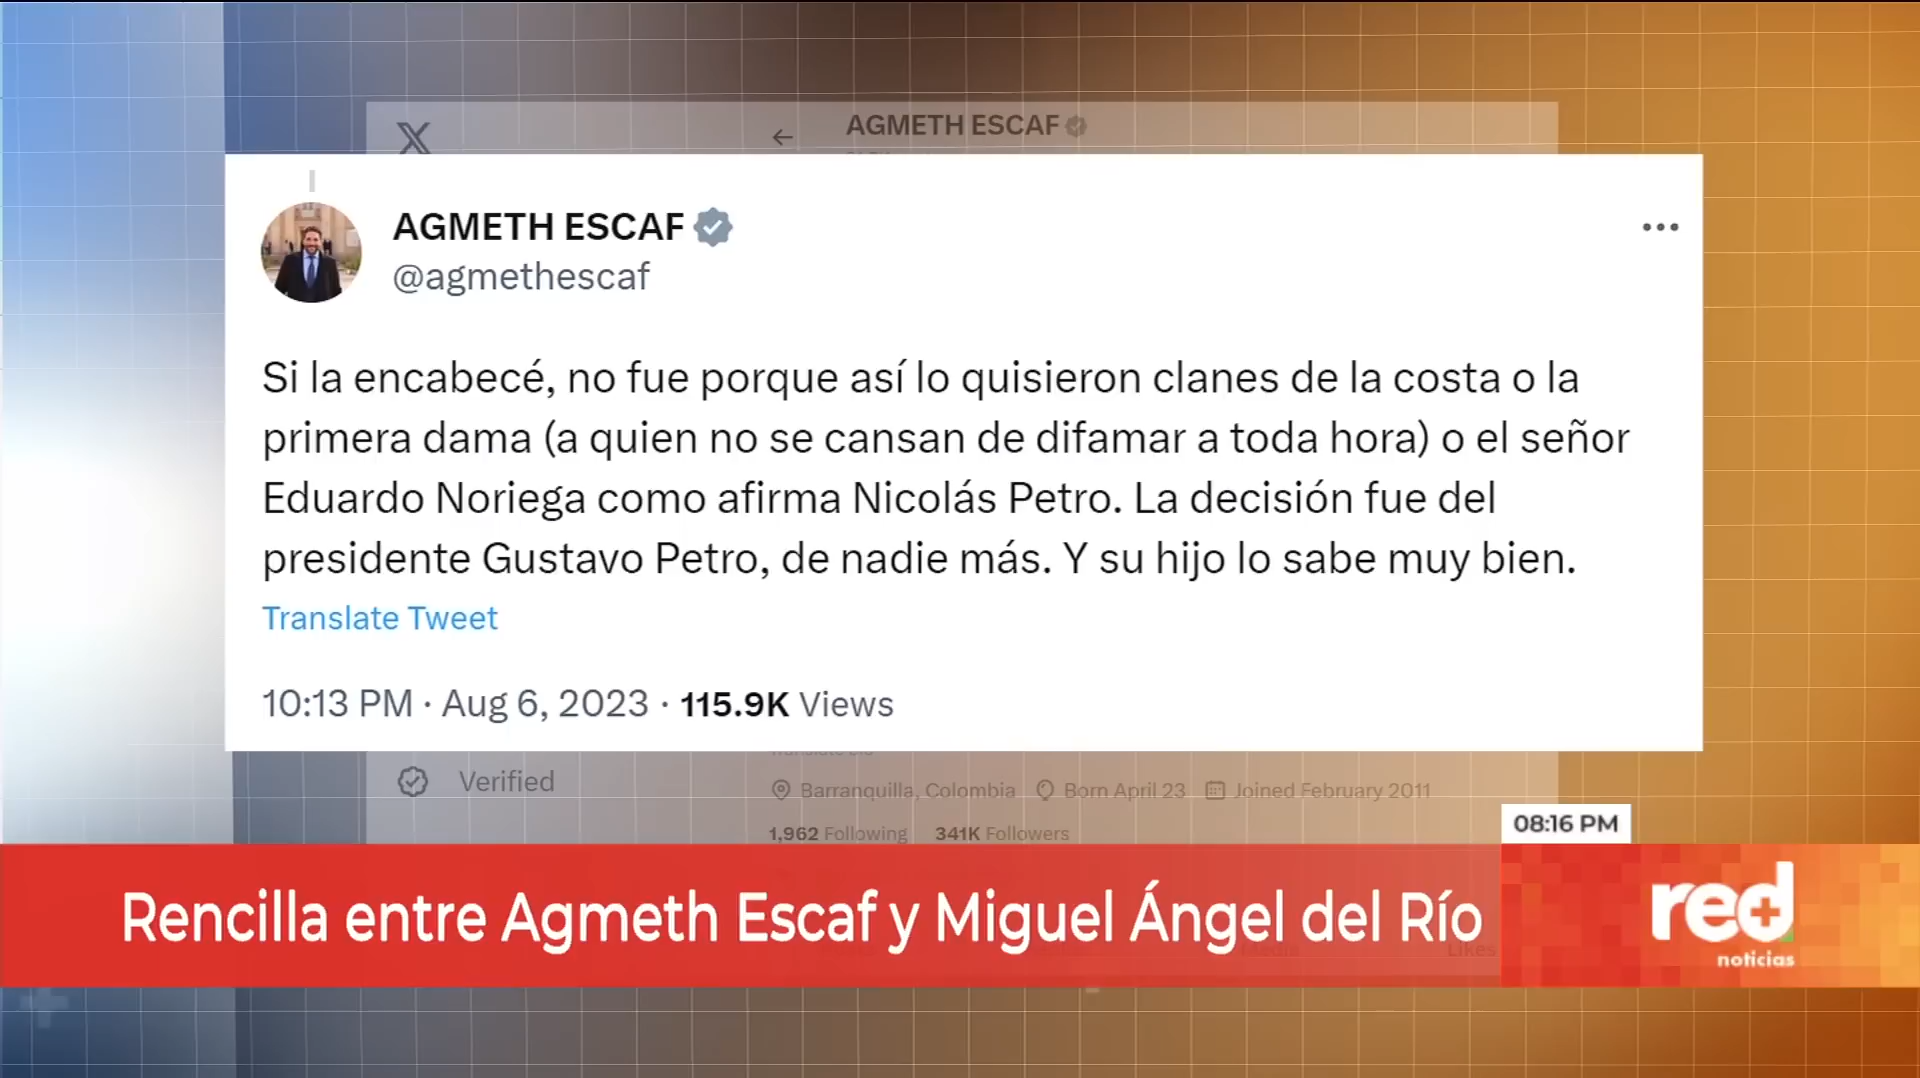 AGMETH ESCAF
AGMETH ESCAF
@agmethescaf
Si la encabecé, no fue porque así lo quisieron clanes de la costa o la
primera dama (a quien no se cansan de difamar a toda hora) o el señor
Eduardo Noriega como afirma Nicolás Petro. La decisión fue del
presidente Gustavo Petro, de nadie más. Y su hijo lo sabe muy bien.
Translate Tweet
10:13 PM · Aug 6, 2023 · 115.9K Views
Verified
Barranquilla, Colombia Born April 23 Joined February 2011
1,962 Following 341K Followers
08:16 PM
Rencilla entre Agmeth Escaf y Miguel Ángel del Río
Likes
red+
noticias